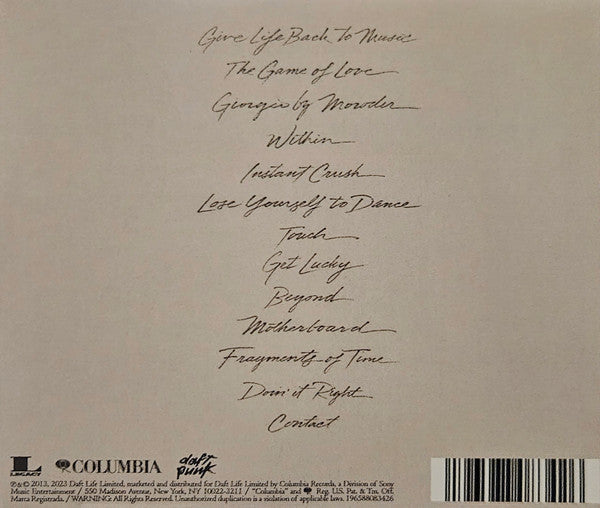 Give Life Back to Music
The Game of Love
Giorgio by Moroder
Within
Instant Crush
Lose Yourself to Dance
Touch
Get Lucky
Beyond
Motherboard
Fragments of Time
Doin' it Right
Contact
L LEGACY COLUMBIA daft punk
℗ & © 2013, 2023 Daft Life Limited, marketed and distributed for Daft Life Limited by Columbia Records, a Division of Sony
Music Entertainment / 550 Madison Avenue, New York, NY 10022-3211 / "Columbia" and Reg. U.S. Pat. & Tm. Off.
Marca Registrada. / WARNING: All Rights Reserved. Unauthorized duplication is a violation of applicable laws. 196588083426